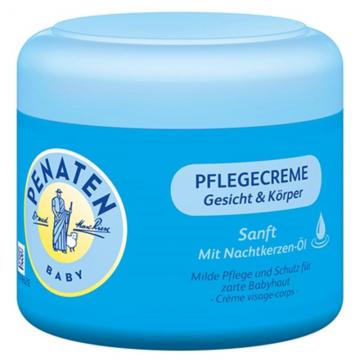 PENATEN
BABY
PFLEGECREME
Gesicht & Körper
Sanft
Mit Nachtkerzen-Öl
Milde Pflege und Schutz für
zarte Babyhaut
- Crème visage-corps -